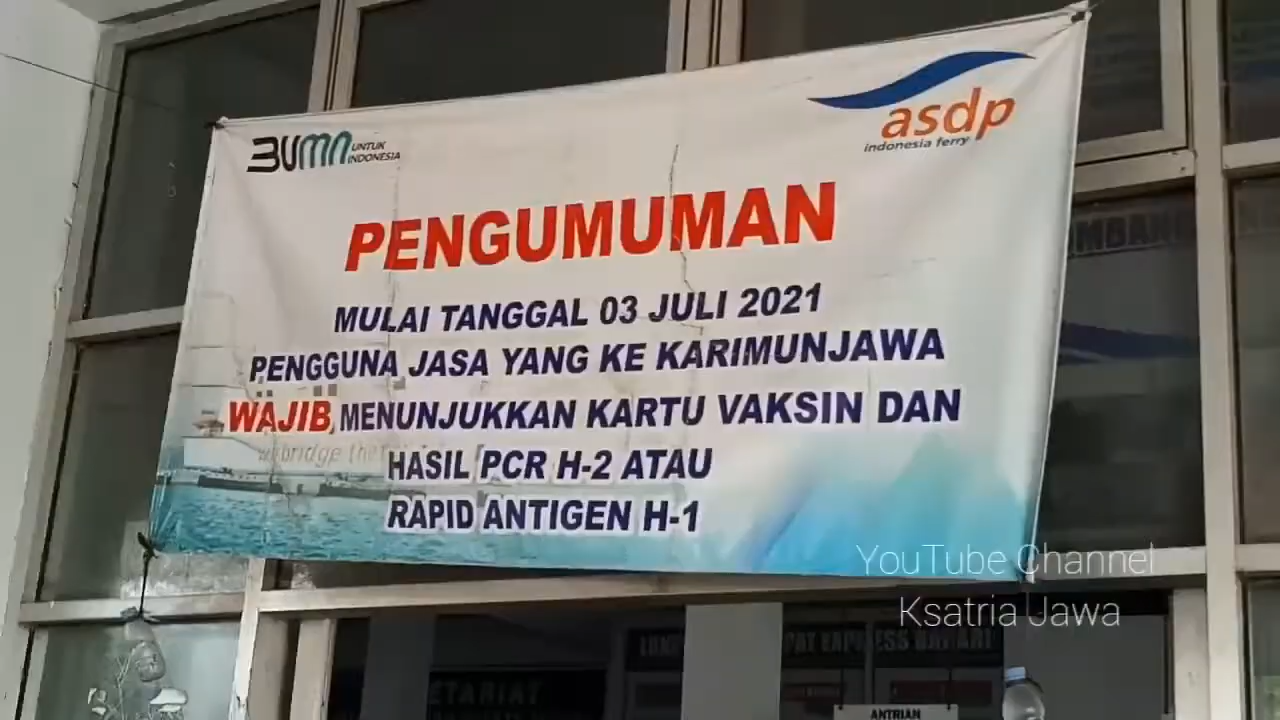 BUMN UNTUK INDONESIA
asdp
indonesia ferry
PENGUMUMAN
MULAI TANGGAL 03 JULI 2021
PENGGUNA JASA YANG KE KARIMUNJAWA
WAJIB MENUNJUKKAN KARTU VAKSIN DAN
HASIL PCR H-2 ATAU
RAPID ANTIGEN H-1
YouTube Channel
Ksatria Jawa
ANTRIAN